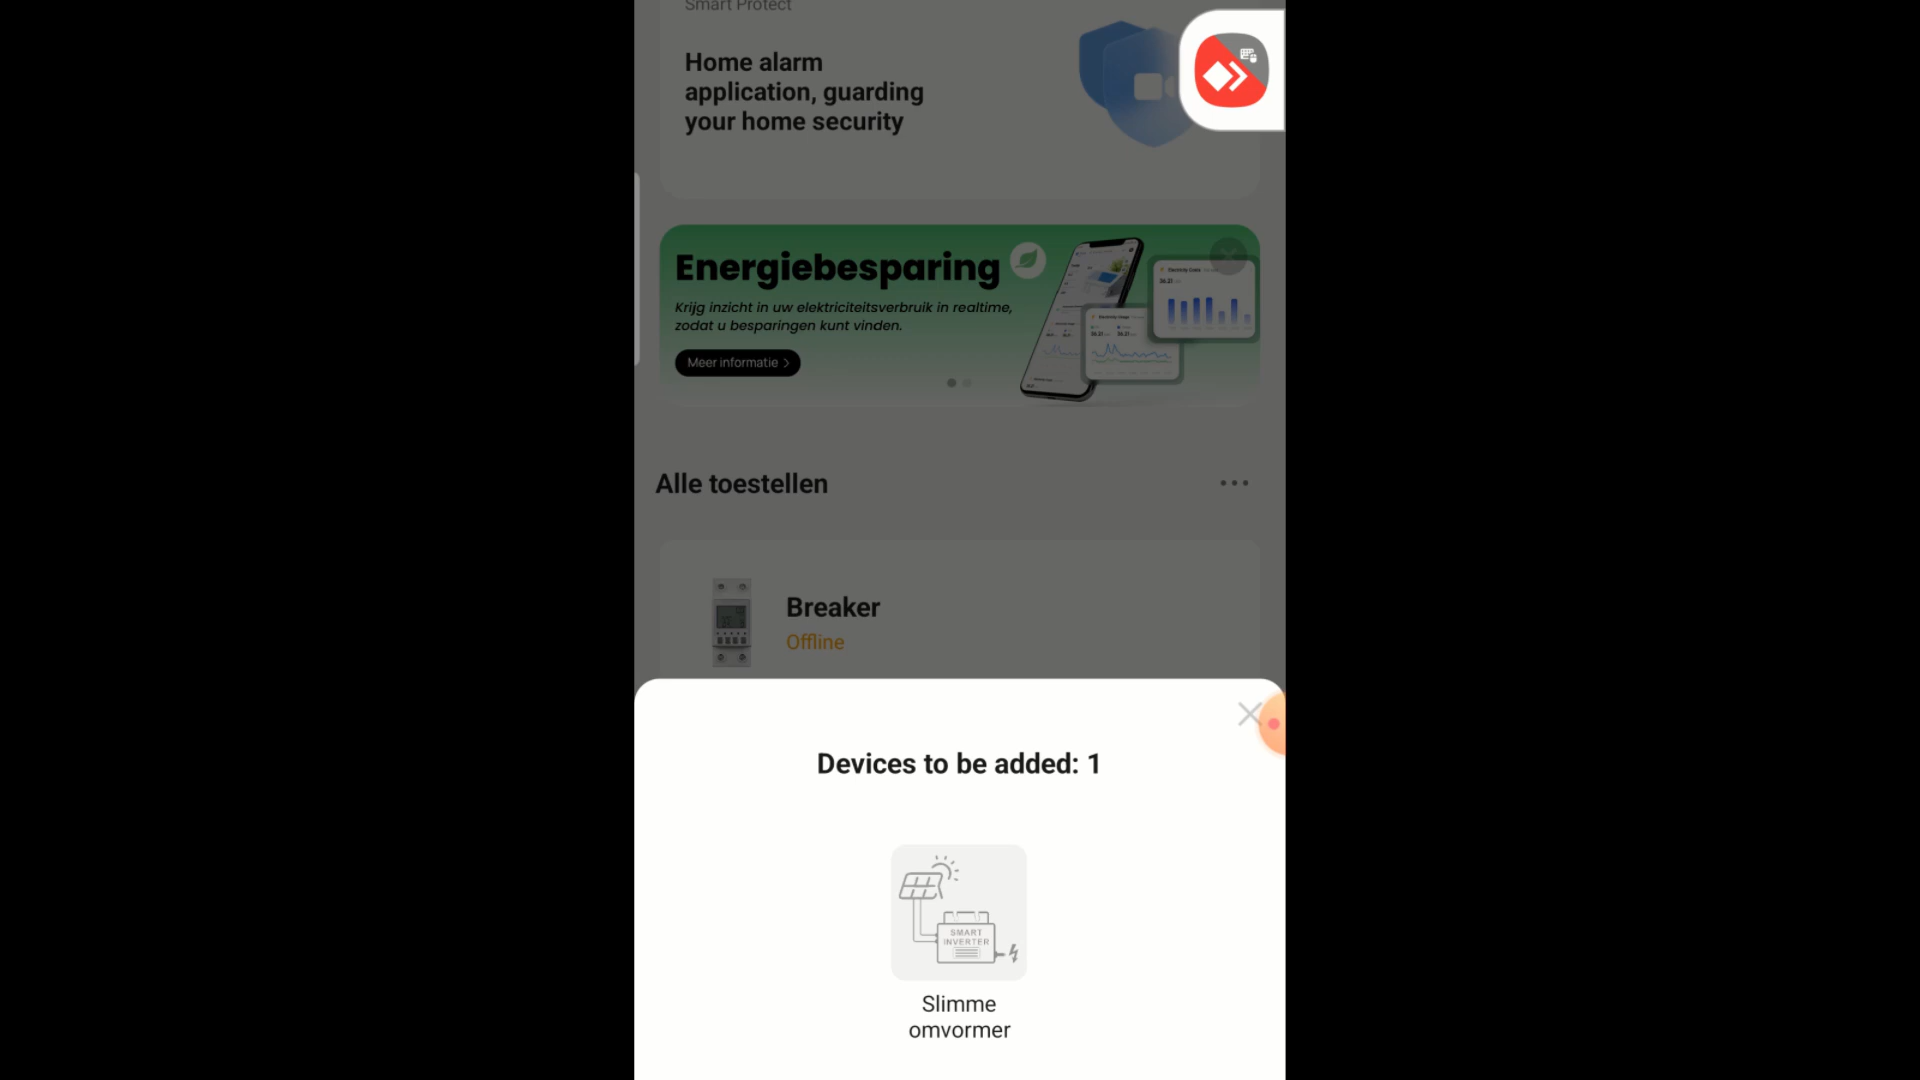 Smart Protect
Home alarm
application, guarding
your home security
Energiebesparing
Krijg inzicht in uw elektriciteitsverbruik in realtime,
zodat u besparingen kunt vinden.
Meer informatie
Alle toestellen
Breaker
Offline
Devices to be added: 1
SMART
INVERTER
Slimme
omvormer